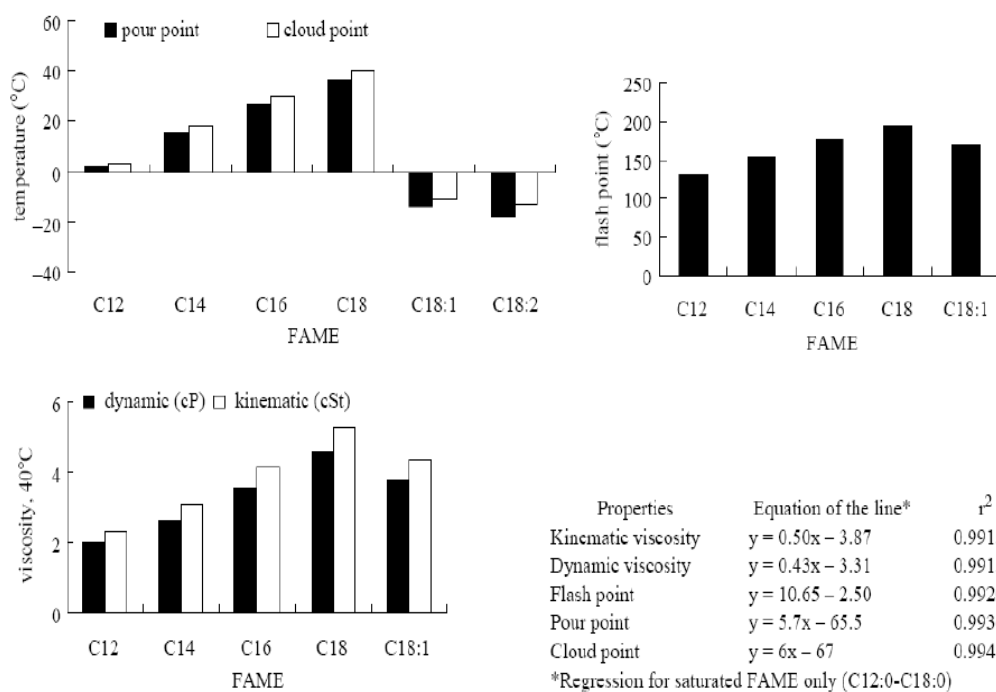 pour point
cloud point
temperature (°C)
60
40
20
0
−20
−40
C12 C14 C16 C18 C18:1 C18:2
FAME
flash point (°C)
250
200
150
100
50
0
C12 C14 C16 C18 C18:1
FAME
dynamic (cP) kinematic (cSt)
viscosity, 40°C
6
4
2
0
C12 C14 C16 C18 C18:1
FAME
Properties Equation of the line* r²
Kinematic viscosity y = 0.50x − 3.87 0.991
Dynamic viscosity y = 0.43x − 3.31 0.991
Flash point y = 10.65 − 2.50 0.992
Pour point y = 5.7x − 65.5 0.993
Cloud point y = 6x − 67 0.994
*Regression for saturated FAME only (C12:0-C18:0)